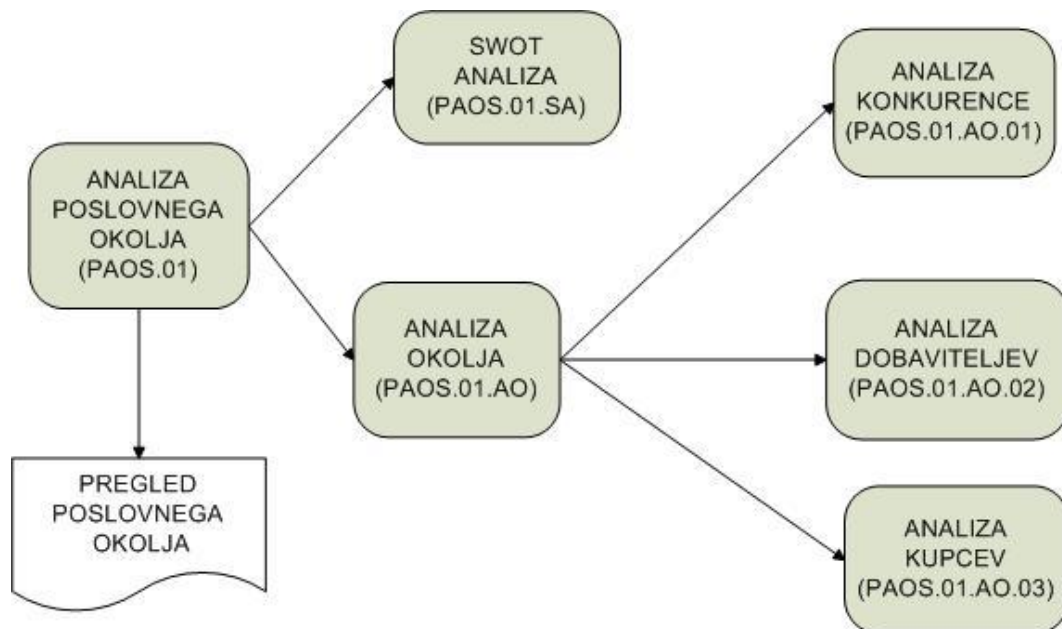 SWOT
ANALIZA
(PAOS.01.SA)
ANALIZA
KONKURENCE
(PAOS.01.AO.01)
ANALIZA
POSLOVNEGA
OKOLJA
(PAOS.01)
ANALIZA
OKOLJA
(PAOS.01.AO)
ANALIZA
DOBAVITELJEV
(PAOS.01.AO.02)
PREGLED
POSLOVNEGA
OKOLJA
ANALIZA
KUPCEV
(PAOS.01.AO.03)